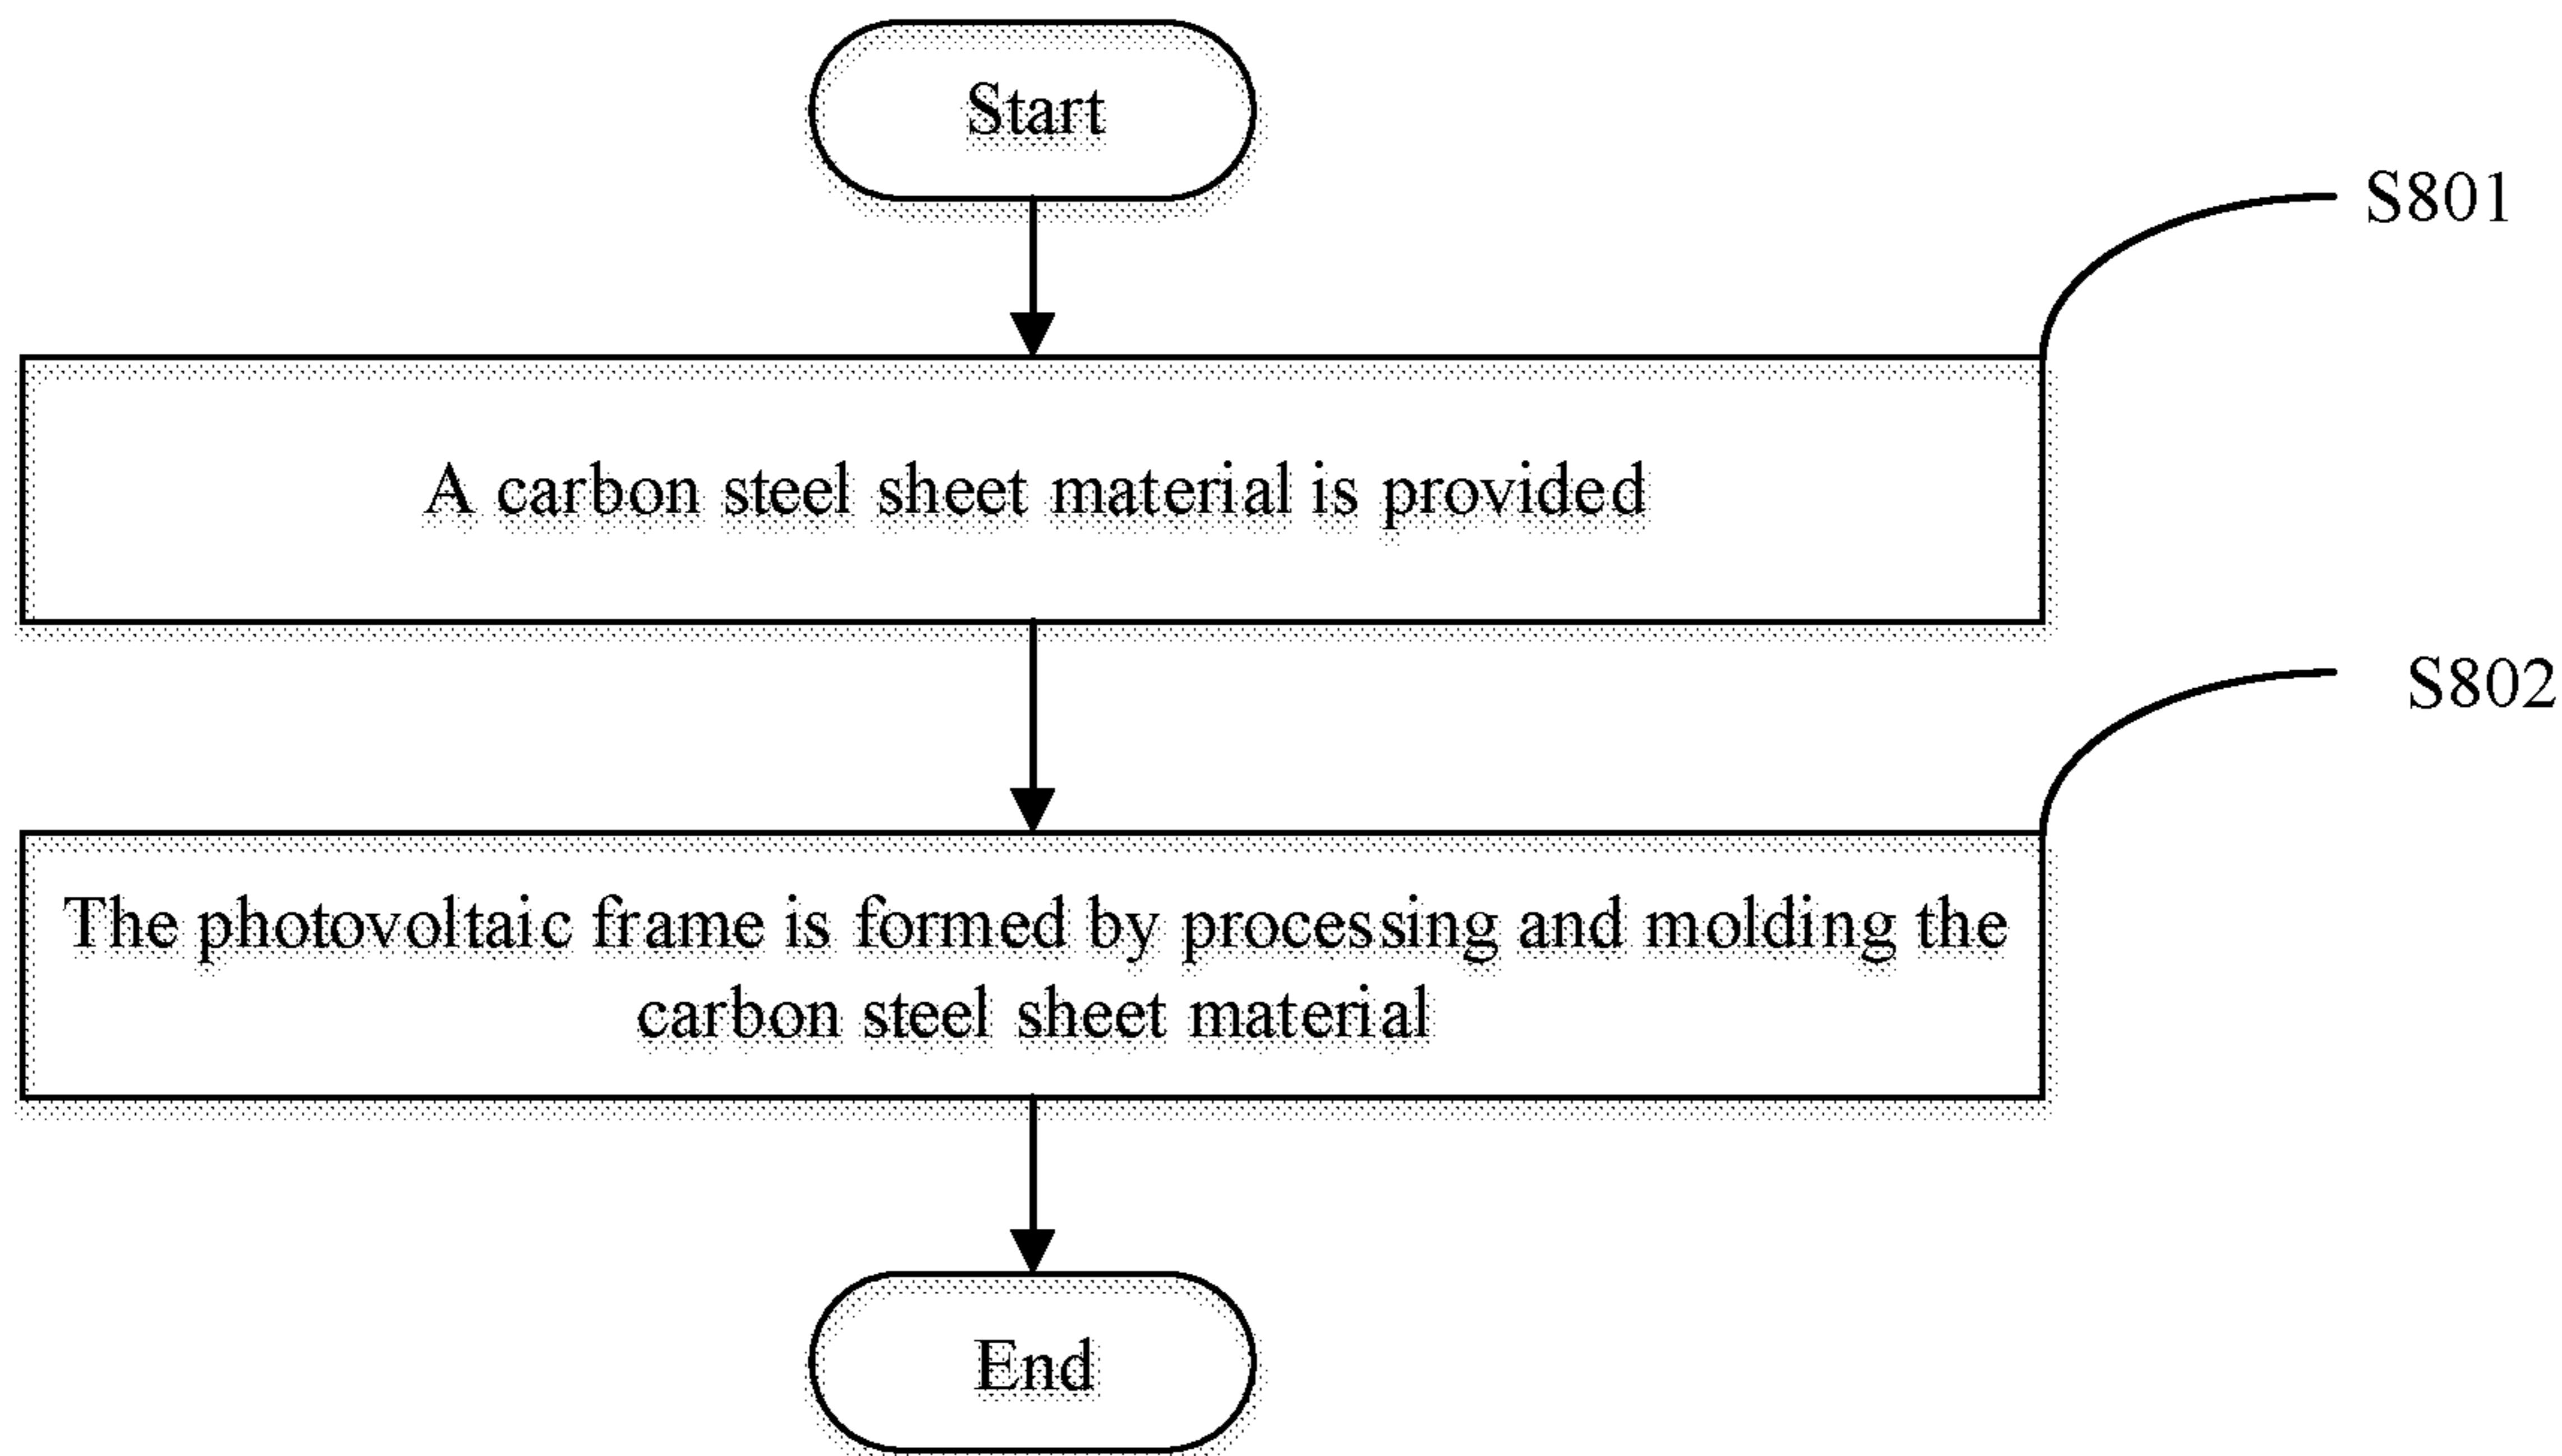 Start
S801
A carbon steel sheet material is provided
S802
The photovoltaic frame is formed by processing and molding the
carbon steel sheet material
End